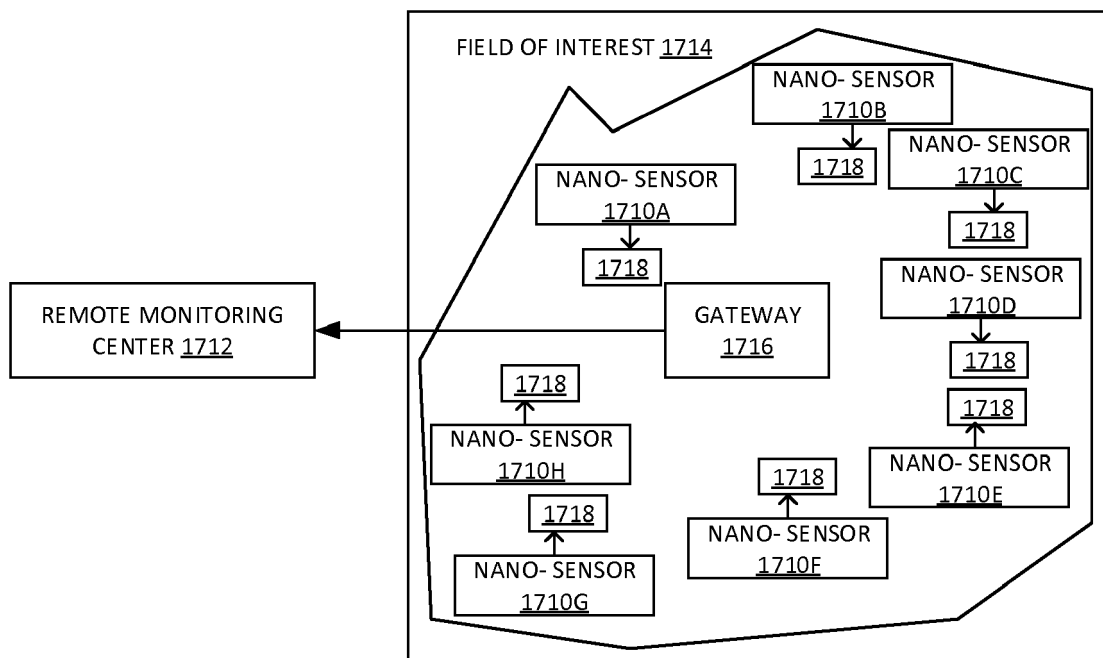 FIELD OF INTEREST 1714
NANO- SENSOR
1710B
1718
NANO- SENSOR
1710C
1718
NANO- SENSOR
1710A
1718
NANO- SENSOR
1710D
1718
REMOTE MONITORING
CENTER 1712
GATEWAY
1716
1718
NANO- SENSOR
1710H
1718
NANO- SENSOR
1710E
1718
NANO- SENSOR
1710F
1718
NANO- SENSOR
1710G